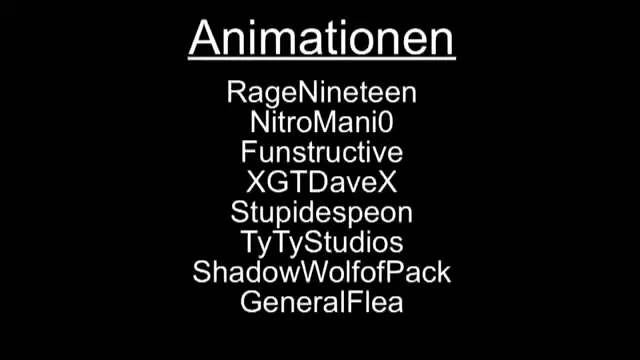 Animationen
RageNineteen
NitroMani0
Funstructive
XGTDaveX
Stupidespeon
TyTyStudios
ShadowWolfofPack
GeneralFlea